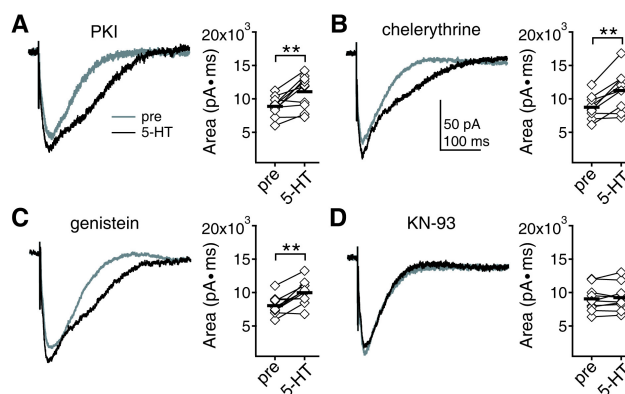 A
PKI
pre
5-HT
20x10³
15
10
5
Area (pA•ms)
**
pre
5-HT
B
chelerythrine
50 pA
100 ms
20x10³
15
10
5
Area (pA•ms)
**
pre
5-HT
C
genistein
20x10³
15
10
5
Area (pA•ms)
**
pre
5-HT
D
KN-93
20x10³
15
10
5
Area (pA•ms)
pre
5-HT